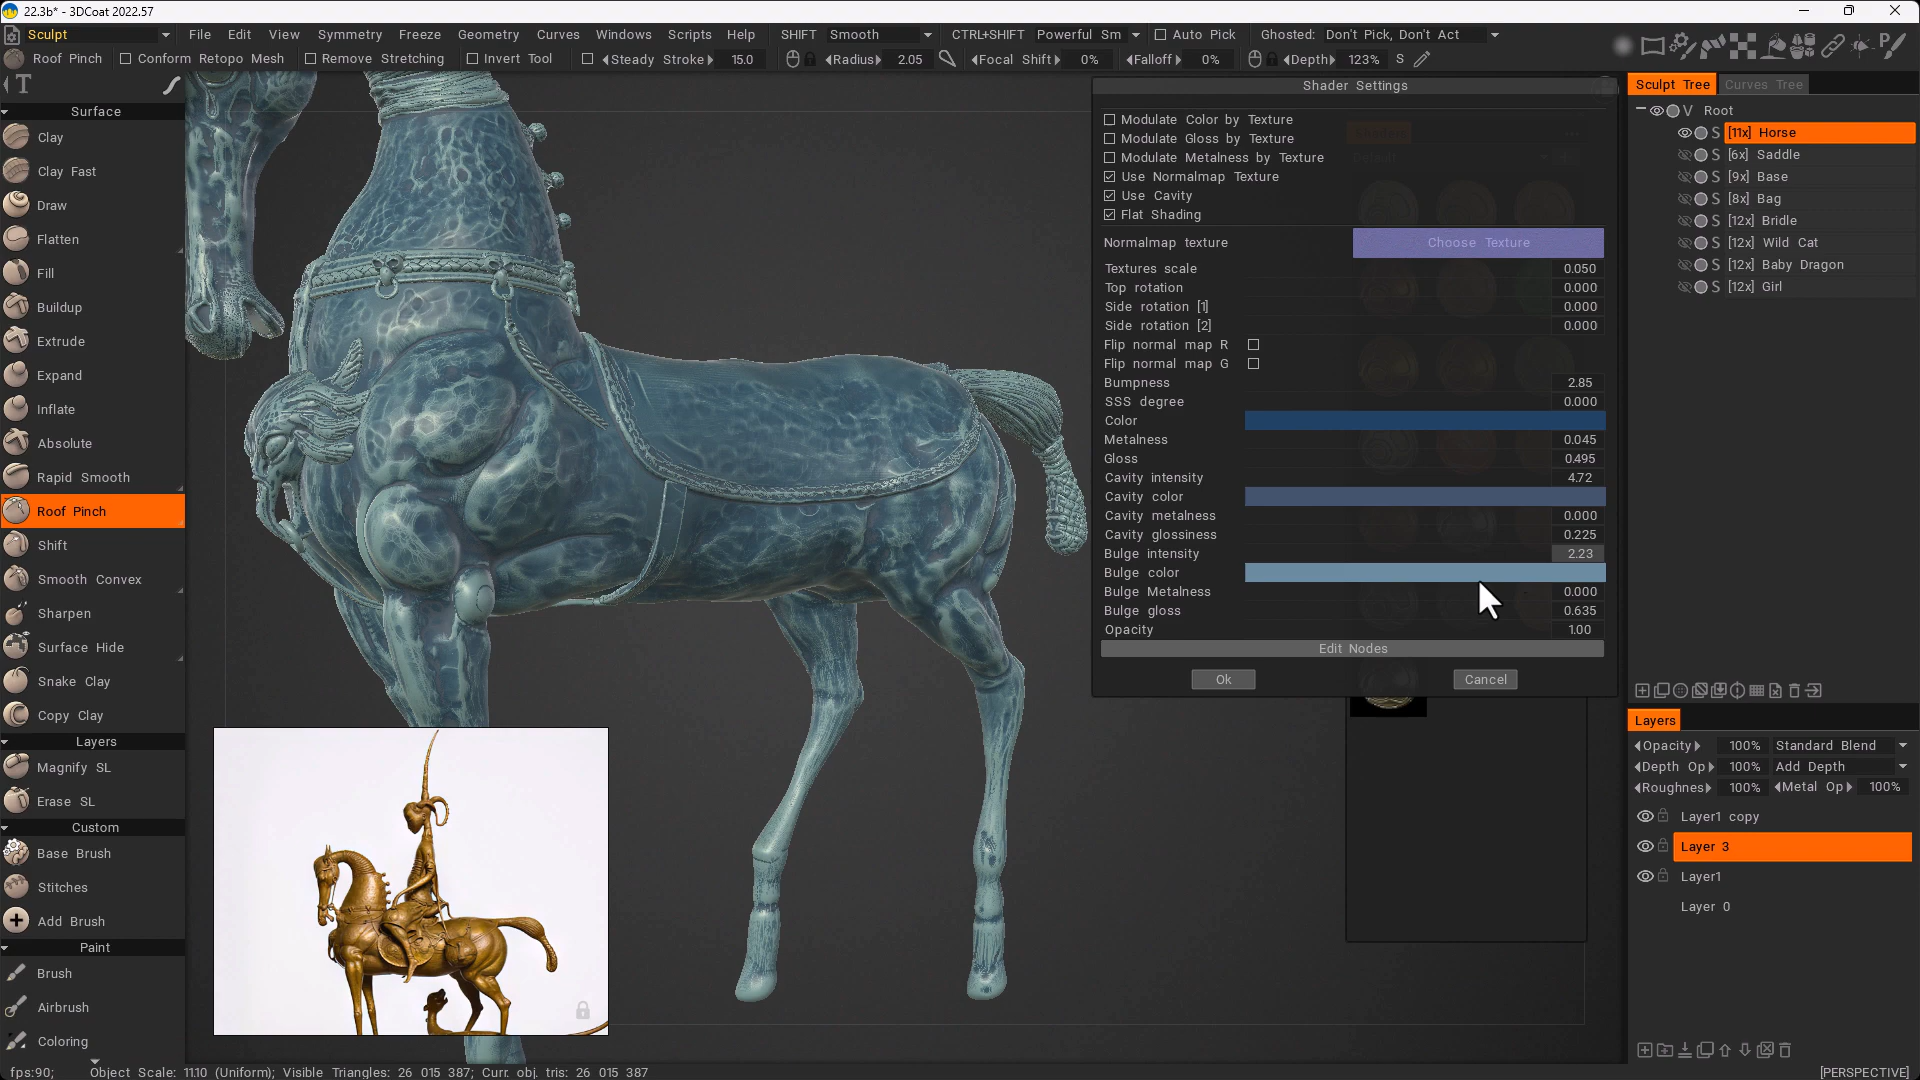 22.3b* - 3DCoat 2022.57
Sculpt File Edit View Symmetry Freeze Geometry Curves Windows Scripts Help SHIFT Smooth CTRL+SHIFT Powerful Sm Auto Pick Ghosted: Don't Pick, Don't Act
Roof Pinch Conform Retopo Mesh Remove Stretching Invert Tool Steady Stroke 15.0 Radius 2.05 Focal Shift 0% Falloff 0% Depth 123% S
T
Surface
Clay
Clay Fast
Draw
Flatten
Fill
Buildup
Extrude
Expand
Inflate
Absolute
Rapid Smooth
Roof Pinch
Shift
Smooth Convex
Sharpen
Surface Hide
Snake Clay
Copy Clay
Layers
Magnify SL
Erase SL
Custom
Base Brush
Stitches
Add Brush
Paint
Brush
Airbrush
Coloring
Shader Settings
Modulate Color by Texture
Modulate Gloss by Texture
Modulate Metalness by Texture
Use Normalmap Texture
Use Cavity
Flat Shading
Normalmap texture Choose Texture
Textures scale 0.050
Top rotation 0.000
Side rotation [1] 0.000
Side rotation [2] 0.000
Flip normal map R
Flip normal map G
Bumpness 2.85
SSS degree 0.000
Color
Metalness 0.045
Gloss 0.495
Cavity intensity 4.72
Cavity color
Cavity metalness 0.000
Cavity glossiness 0.225
Bulge intensity 2.23
Bulge color
Bulge Metalness 0.000
Bulge gloss 0.635
Opacity 1.00
Edit Nodes
Ok Cancel
Sculpt Tree Curves Tree
V Root
S [11x] Horse
S [6x] Saddle
S [9x] Base
S [8x] Bag
S [12x] Bridle
S [12x] Wild Cat
S [12x] Baby Dragon
S [12x] Girl
Layers
Opacity 100% Standard Blend
Depth Op 100% Add Depth
Roughnes 100% Metal Op 100%
Layer1 copy
Layer 3
Layer1
Layer 0
fps:90; Object Scale: 11.10 (Uniform); Visible Triangles: 26 015 387; Curr. obj. tris: 26 015 387 [PERSPECTIVE]